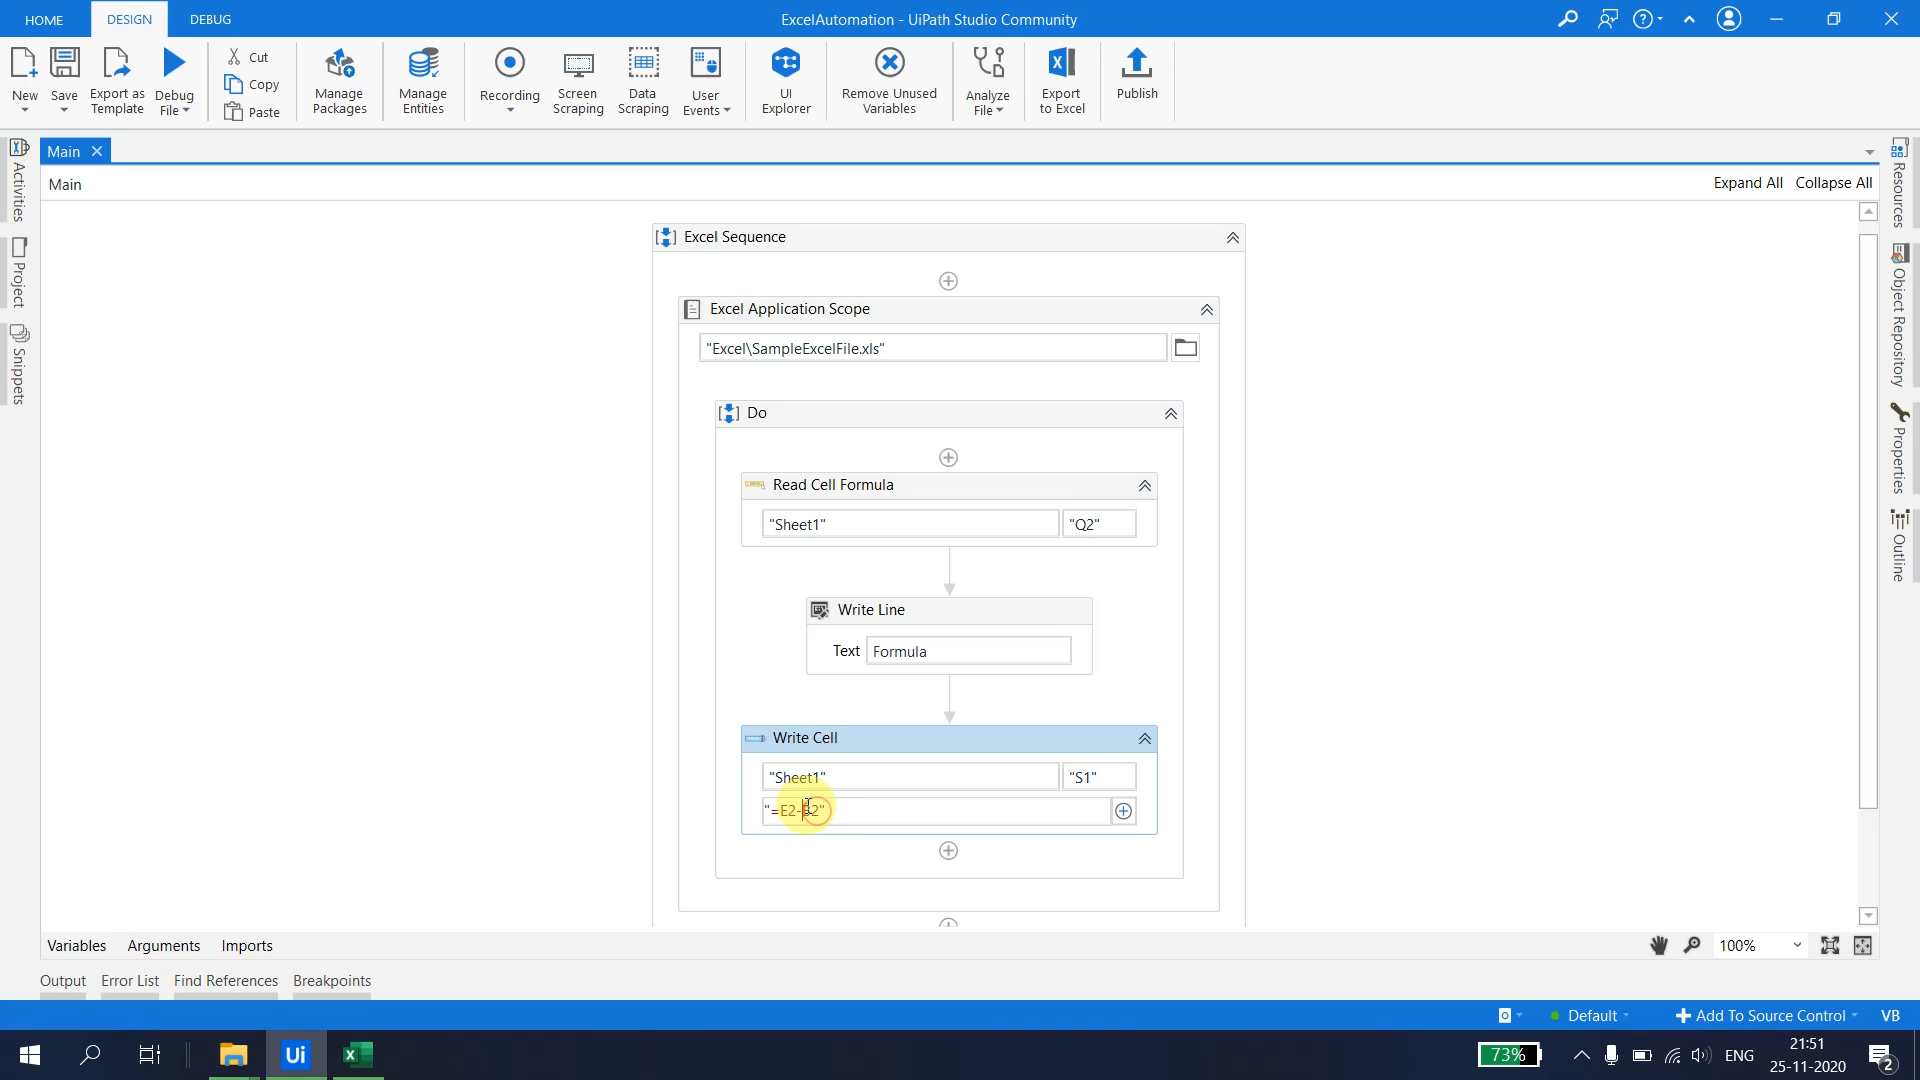 HOME
DESIGN
DEBUG
ExcelAutomation - UiPath Studio Community
New
Save
Export as
Template
Debug
File
Cut
Copy
Paste
Manage
Packages
Manage
Entities
Recording
Screen
Scraping
Data
Scraping
User
Events
UI
Explorer
Remove Unused
Variables
Analyze
File
Export
to Excel
Publish
Main
Main
Expand All
Collapse All
Activities
Project
Snippets
Resources
Object Repository
Properties
Outline
Excel Sequence
Excel Application Scope
"Excel\SampleExcelFile.xls"
Do
Read Cell Formula
"Sheet1"
"Q2"
Write Line
Text
Formula
Write Cell
"Sheet1"
"S1"
Variables
Arguments
Imports
100%
Output
Error List
Find References
Breakpoints
Default
Add To Source Control
VB
Ui
73%
ENG
21:51
25-11-2020
2